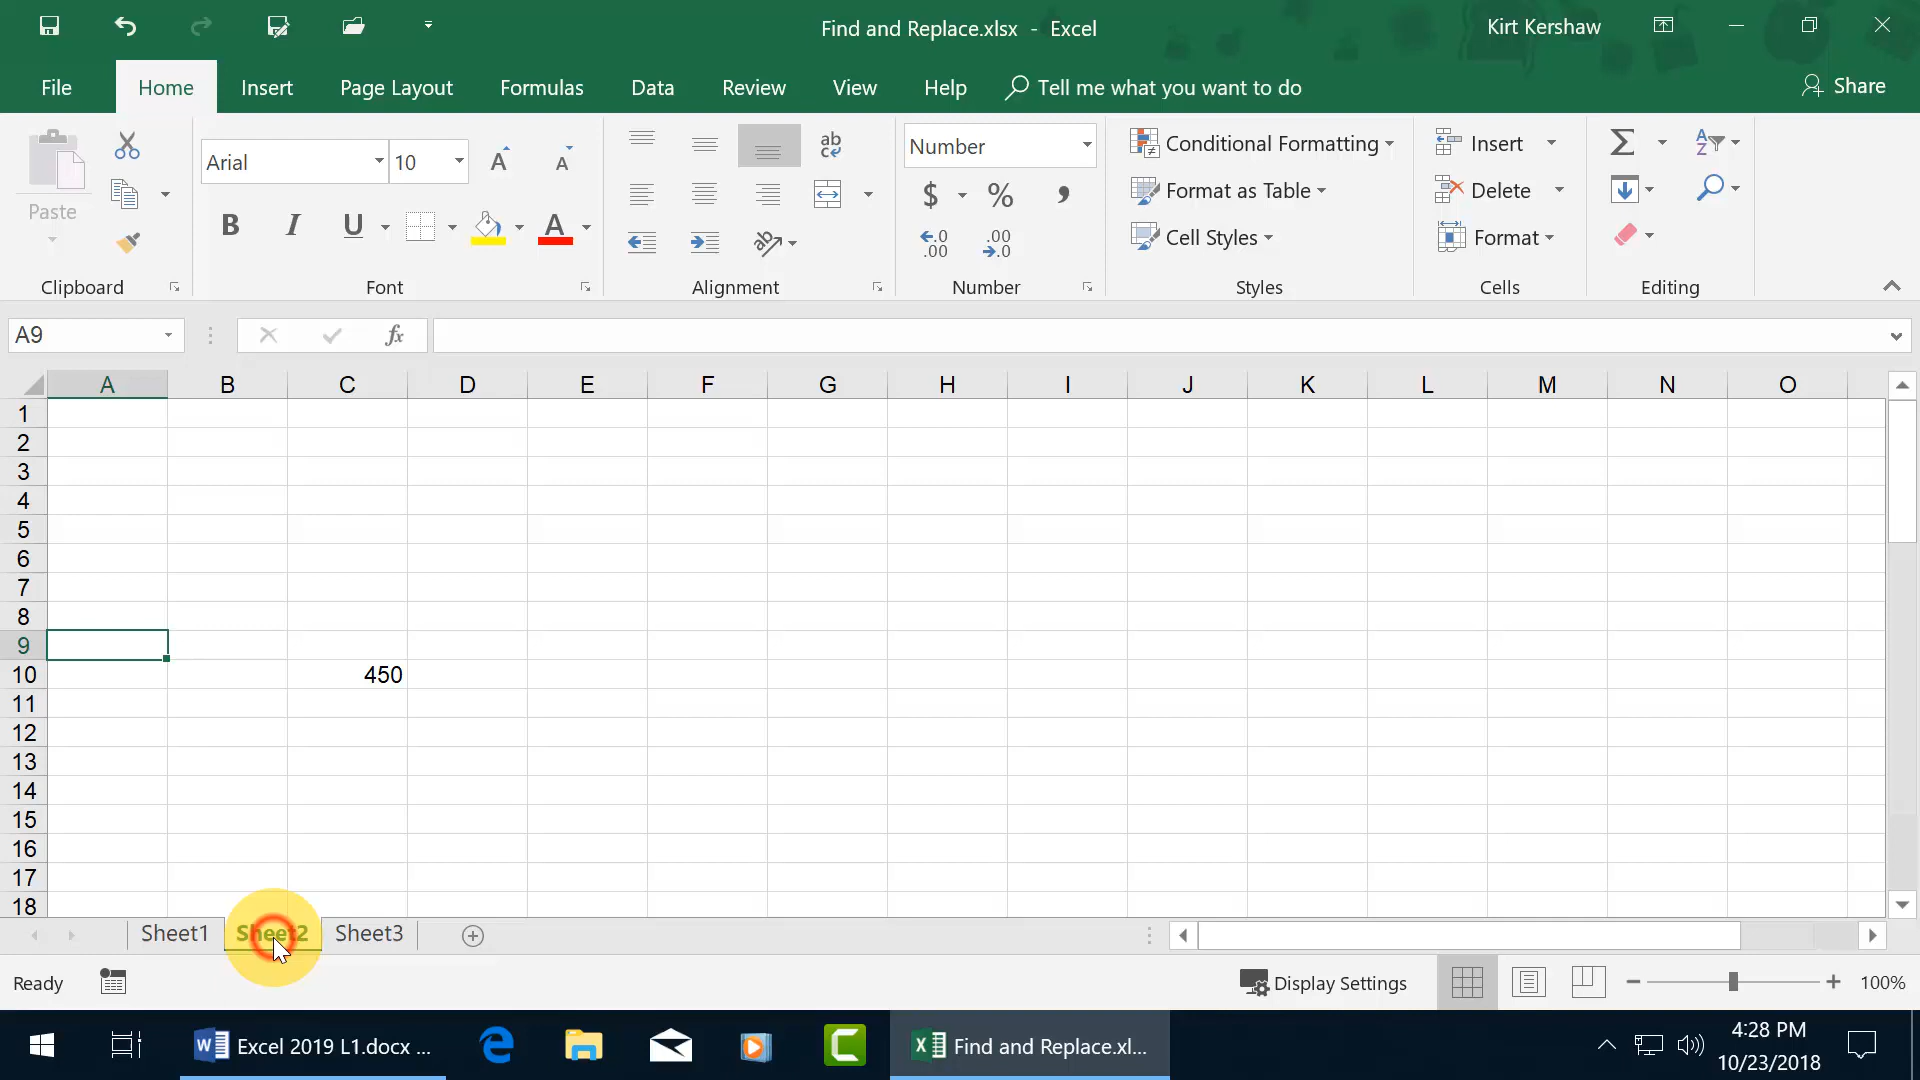 Find and Replace.xlsx - Excel
Kirt Kershaw
File Home Insert Page Layout Formulas Data Review View Help Tell me what you want to do Share
Paste
Clipboard
Arial 10
B I U A
Font
ab
Alignment
Number
$ % ,
Number
Conditional Formatting
Format as Table
Cell Styles
Styles
Insert
Delete
Format
Cells
Editing
A9 fx
A B C D E F G H I J K L M N O
1
2
3
4
5
6
7
8
9
10 450
11
12
13
14
15
16
17
18
Sheet1 Sheet2 Sheet3
Ready Display Settings 100%
Excel 2019 L1.docx ... Find and Replace.xl... 4:28 PM
10/23/2018